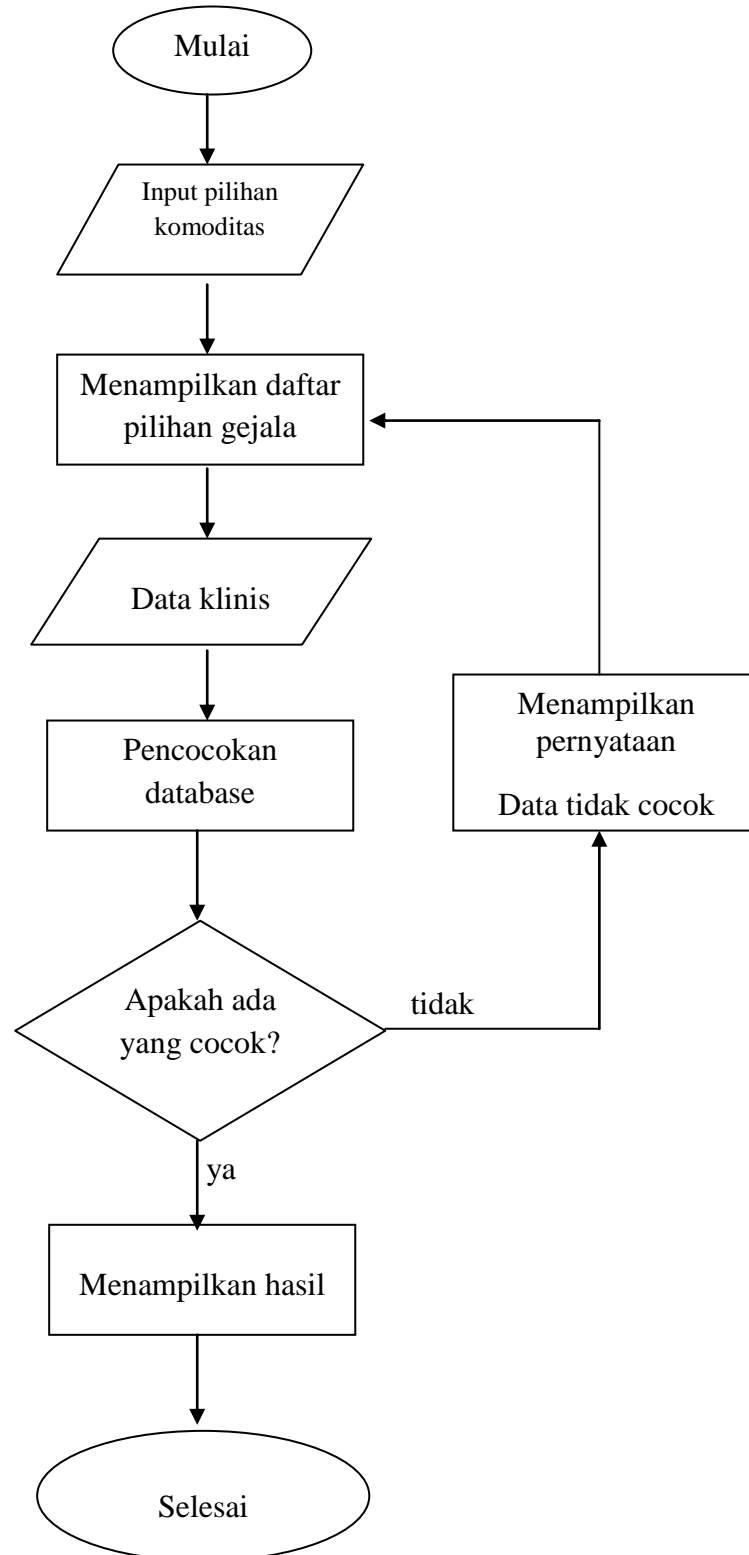 Mulai
Input pilihan
komoditas
Menampilkan daftar
pilihan gejala
Data klinis
Pencocokan
database
Menampilkan
pernyataan
Data tidak cocok
Apakah ada
yang cocok?
tidak
ya
Menampilkan hasil
Selesai